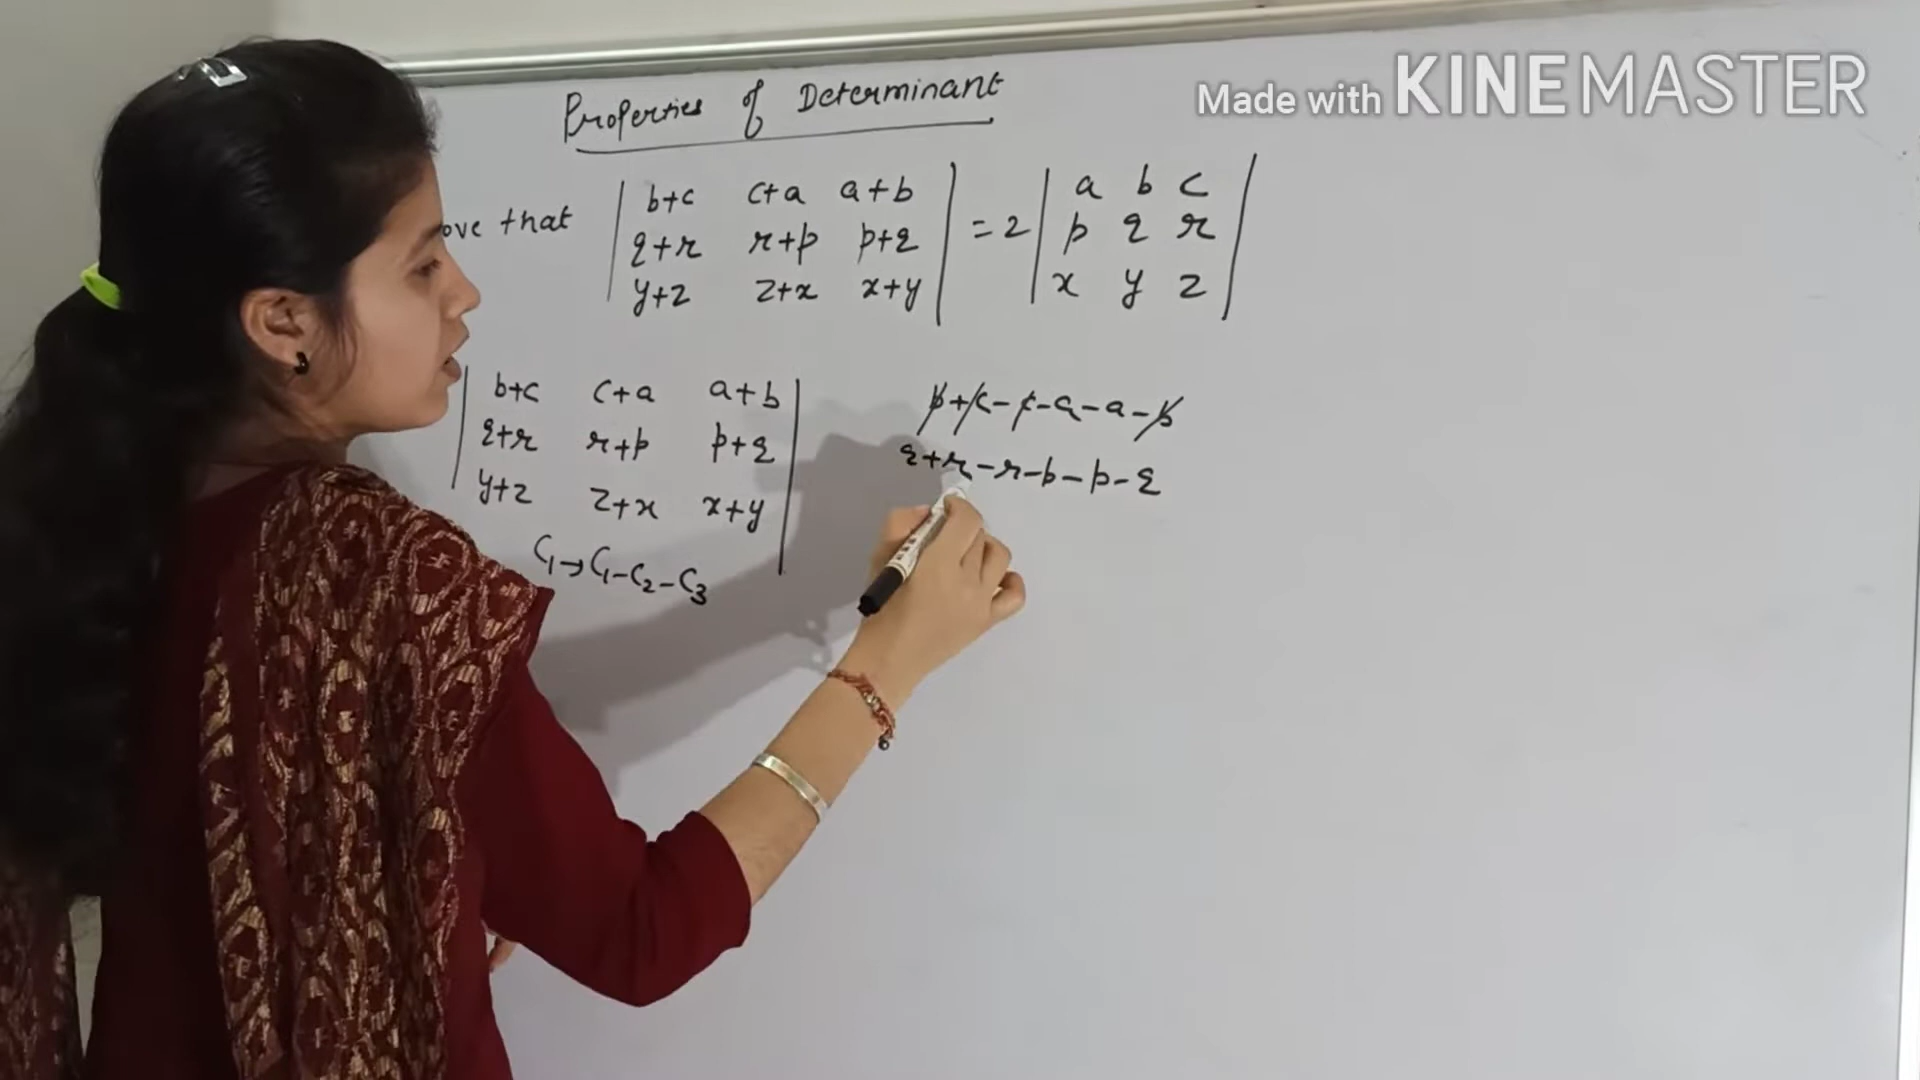 Properties of Determinant
Made with KINEMASTER
ove that | b+c c+a a+b | = 2 | a b c |
q+r r+p p+q p q r
y+z z+x x+y x y z
b+c c+a a+b
q+r r+p p+q
y+z z+x x+y
C1→C1-C2-C3
b+c-c-a-a-b
q+r-r-p-p-q